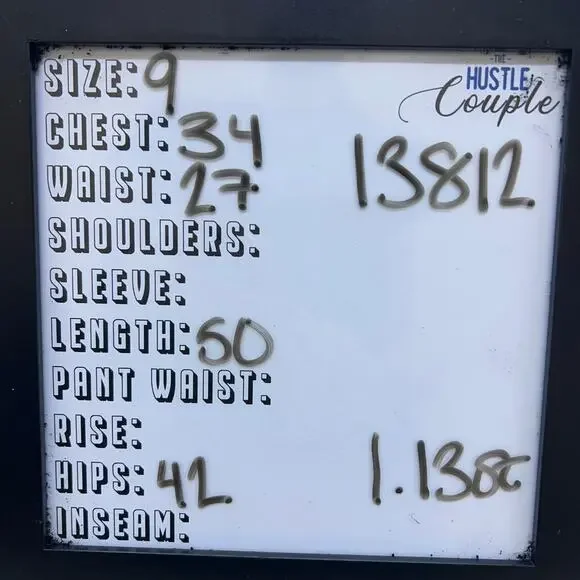 SIZE: 9
THE HUSTLE Couple
CHEST: 34
WAIST: 27
13812
SHOULDERS:
SLEEVE:
LENGTH: 50
PANT WAIST:
RISE:
HIPS: 42
INSEAM: